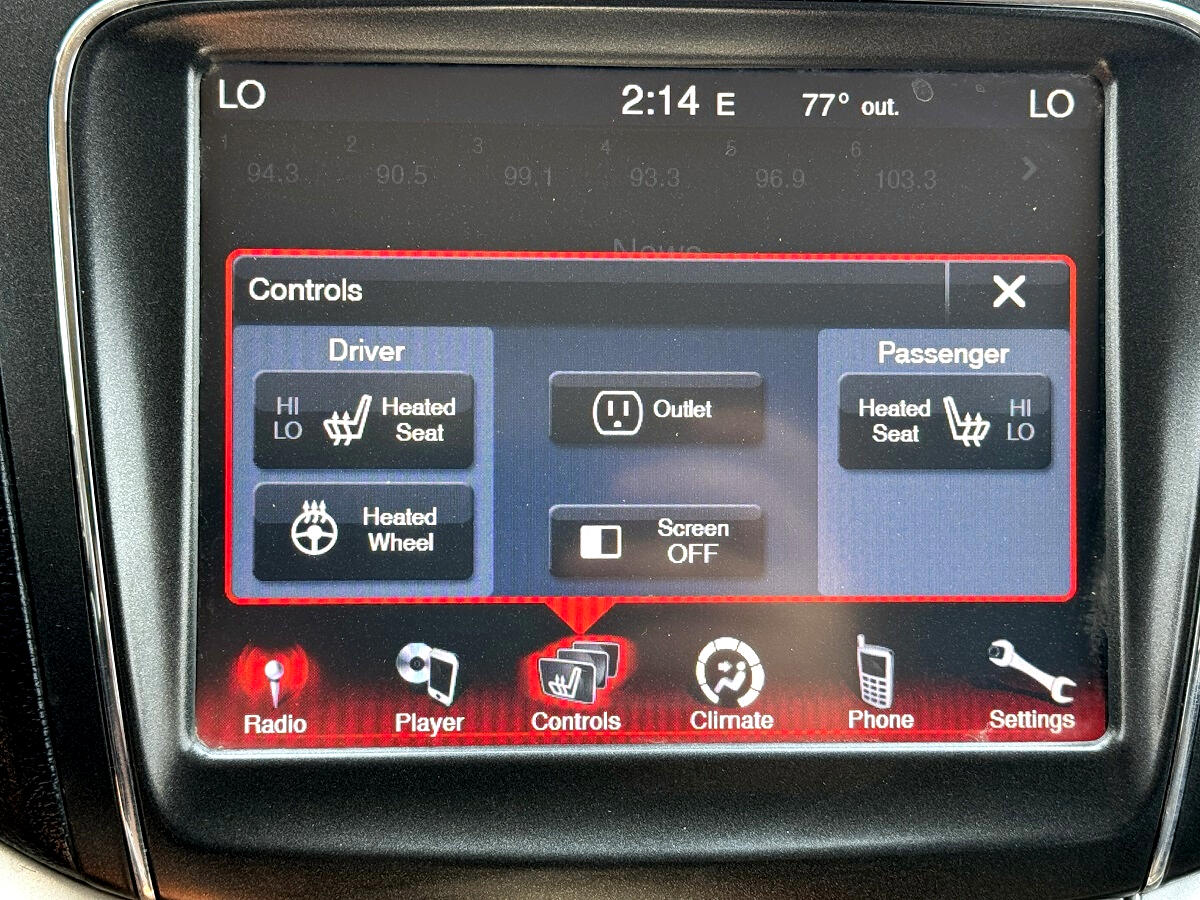 LO 2:14 E 77° out. LO
1 2 3 4 5 6
94.3 90.5 99.1 93.3 96.9 103.3
News
Controls
Driver
Passenger
HI
LO
Heated
Seat
Outlet
Heated
Seat
HI
LO
Heated
Wheel
Screen
OFF
Radio Player Controls Climate Phone Settings